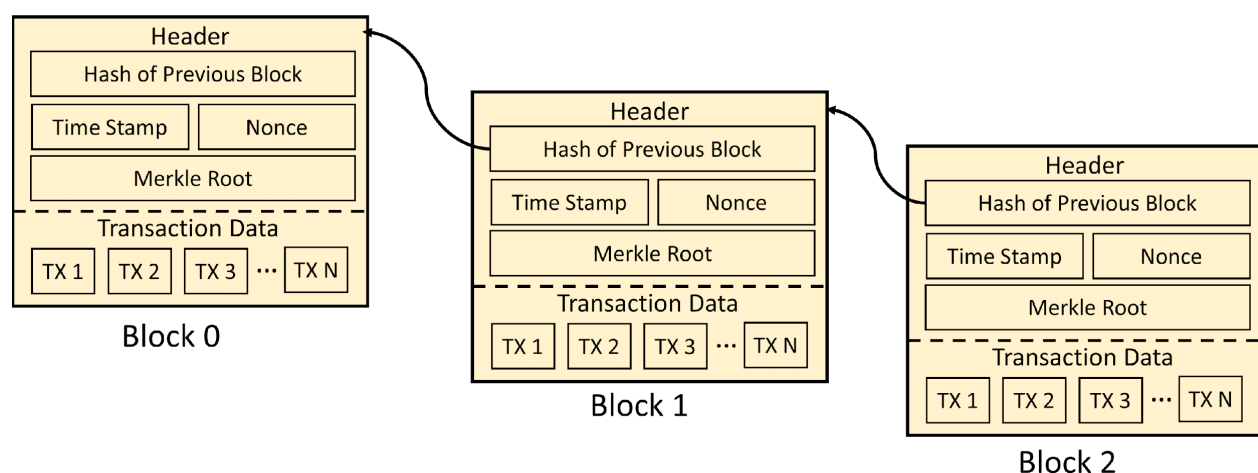 Header
Hash of Previous Block
Time Stamp Nonce
Merkle Root
Transaction Data
TX 1 TX 2 TX 3 ... TX N
Block 0
Header
Hash of Previous Block
Time Stamp Nonce
Merkle Root
Transaction Data
TX 1 TX 2 TX 3 ... TX N
Block 1
Header
Hash of Previous Block
Time Stamp Nonce
Merkle Root
Transaction Data
TX 1 TX 2 TX 3 ... TX N
Block 2